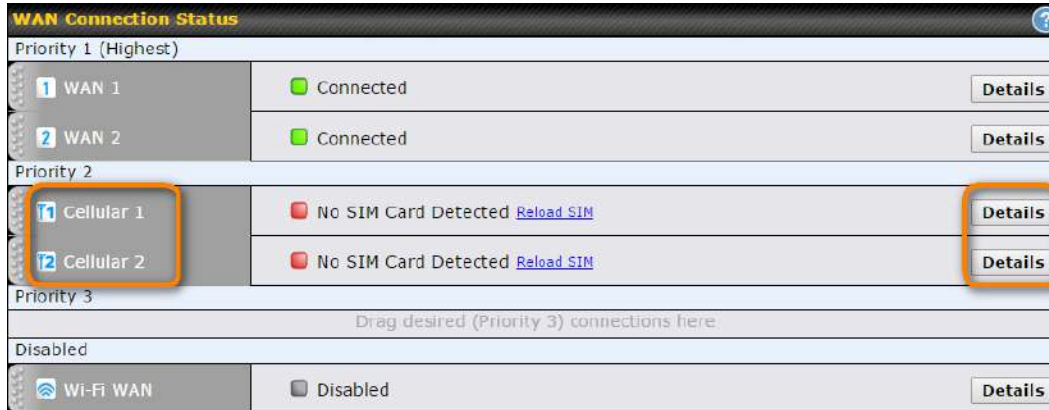 WAN Connection Status ?
Priority 1 (Highest)
1 WAN 1 Connected Details
2 WAN 2 Connected Details
Priority 2
1 Cellular 1 No SIM Card Detected Reload SIM Details
2 Cellular 2 No SIM Card Detected Reload SIM Details
Priority 3
Drag desired (Priority 3) connections here
Disabled
Wi-Fi WAN Disabled Details